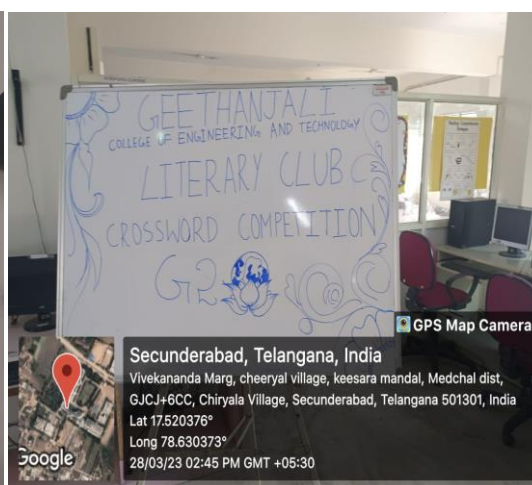 GEETHANJALI
COLLEGE OF ENGINEERING AND TECHNOLOGY
LITERARY CLUB
CROSSWORD COMPETITION
G2
GPS Map Camera
Secunderabad, Telangana, India
Vivekananda Marg, cheeryal village, keesara mandal, Medchal dist,
GJCJ+6CC, Chiryala Village, Secunderabad, Telangana 501301, India
Lat 17.520376°
Long 78.630373°
28/03/23 02:45 PM GMT +05:30
Google